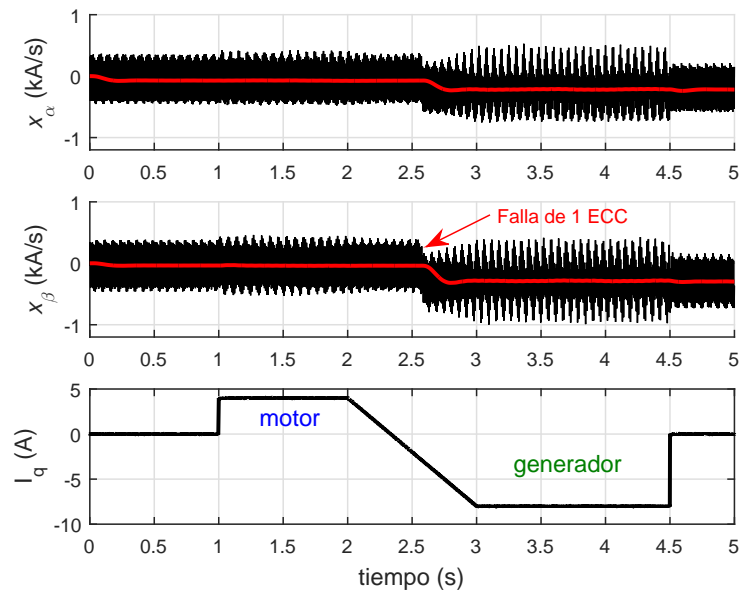 1
0
-1
x_α (kA/s)
0 0.5 1 1.5 2 2.5 3 3.5 4 4.5 5
1
0
-1
x_β (kA/s)
Falla de 1 ECC
0 0.5 1 1.5 2 2.5 3 3.5 4 4.5 5
5
0
-5
-10
I_q (A)
motor
generador
0 0.5 1 1.5 2 2.5 3 3.5 4 4.5 5
tiempo (s)